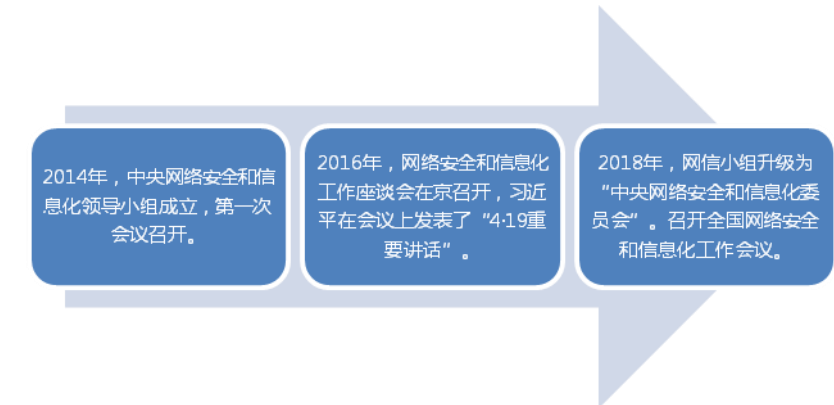 2014年，中央网络安全和信
息化领导小组成立，第一次
会议召开。
2016年，网络安全和信息化
工作座谈会在京召开，习近
平在会议上发表了“4·19重
要讲话”。
2018年，网信小组升级为
“中央网络安全和信息化委
员会”。召开全国网络安全
和信息化工作会议。